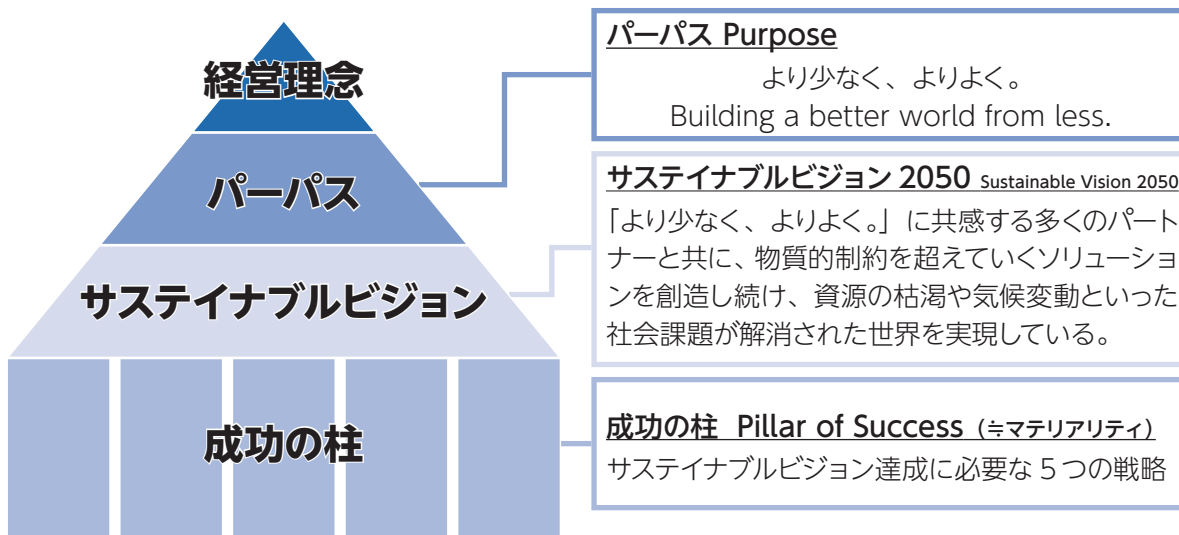 経営理念
パーパス
サステイナブルビジョン
成功の柱
パーパス Purpose
より少なく、よりよく。
Building a better world from less.
サステイナブルビジョン 2050 Sustainable Vision 2050
「より少なく、よりよく。」に共感する多くのパート
ナーと共に、物質的制約を超えていくソリューショ
ンを創造し続け、資源の枯渇や気候変動といった
社会課題が解消された世界を実現している。
成功の柱 Pillar of Success（≒マテリアリティ）
サステイナブルビジョン達成に必要な5つの戦略